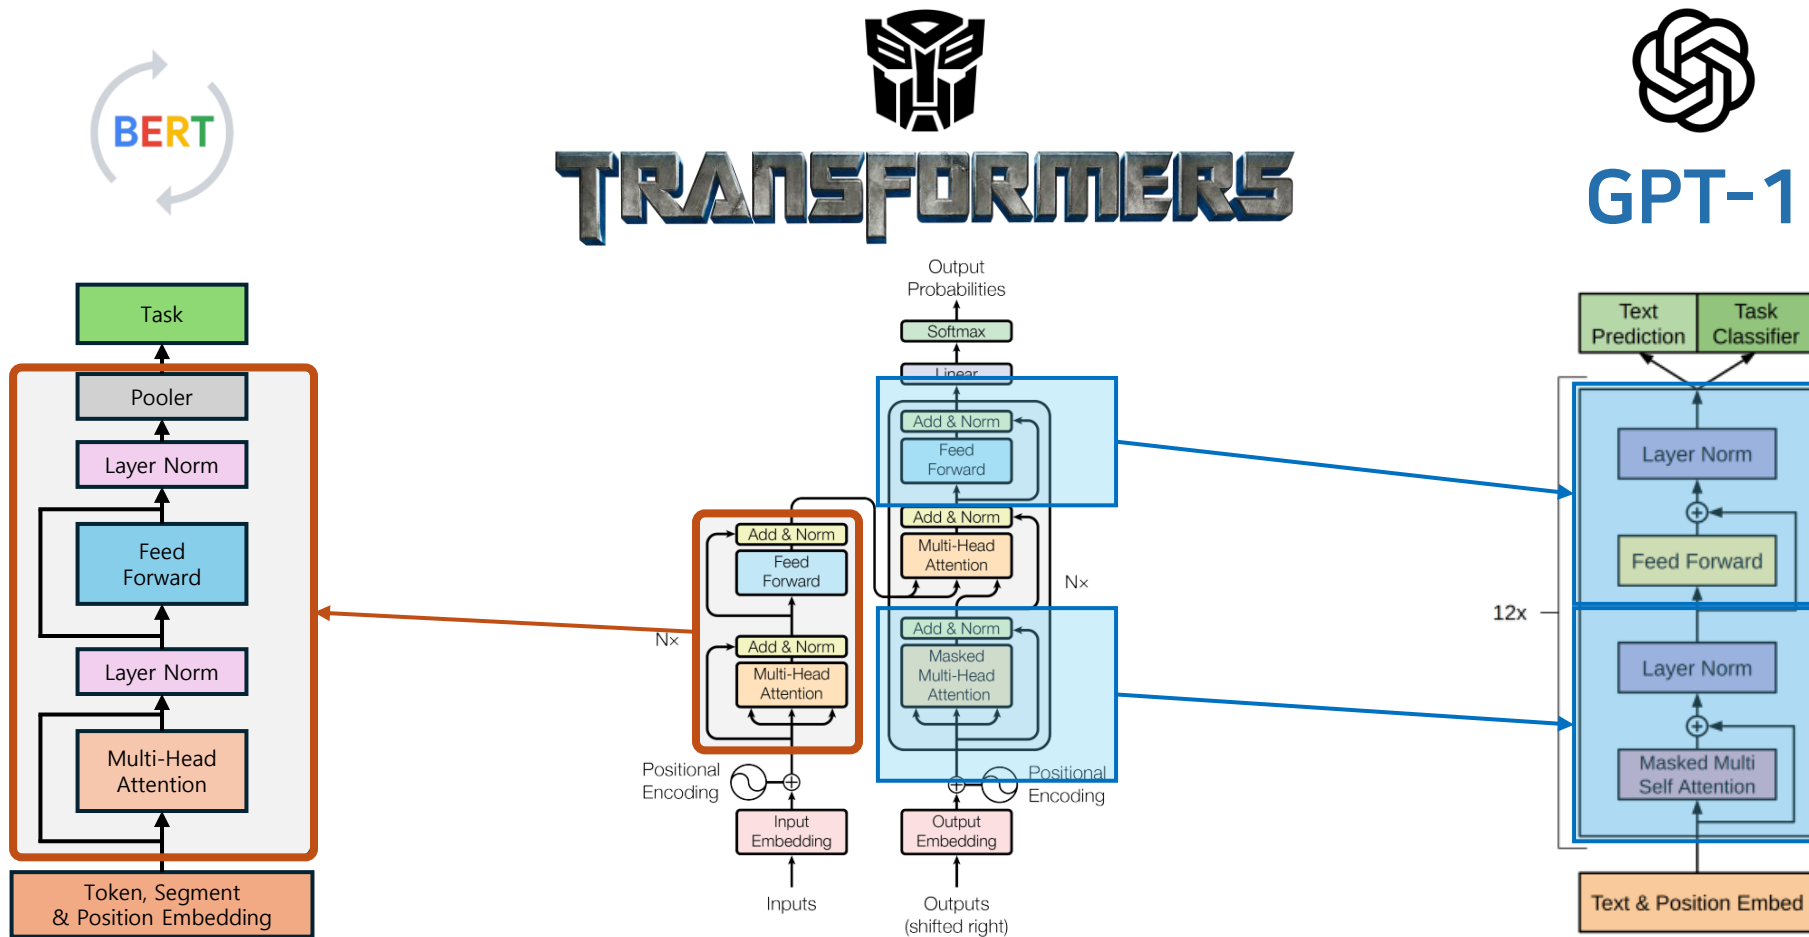 BERT
TRANSFORMERS
GPT-1
Task
Pooler
Layer Norm
Feed
Forward
Layer Norm
Multi-Head
Attention
Token, Segment
& Position Embedding
Output
Probabilities
Softmax
Linear
Add & Norm
Feed
Forward
Add & Norm
Multi-Head
Attention
N×
Add & Norm
Masked
Multi-Head
Attention
Positional
Encoding
Output
Embedding
Outputs
(shifted right)
Add & Norm
Feed
Forward
N×
Add & Norm
Multi-Head
Attention
Positional
Encoding
Input
Embedding
Inputs
Text
Prediction
Task
Classifier
12x
Layer Norm
Feed Forward
Layer Norm
Masked Multi
Self Attention
Text & Position Embed